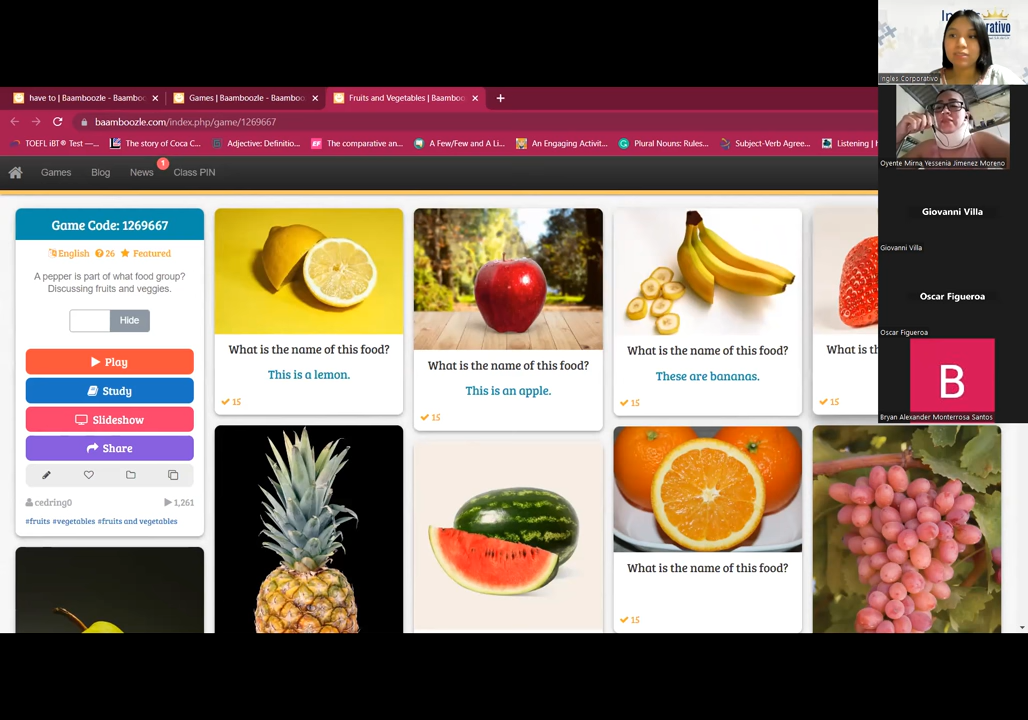 have to | Baamboozle - Baambo
Games | Baamboozle - Baamboo
Fruits and Vegetables | Baambooz
baamboozle.com/index.php/game/1269667
TOEFL iBT® Test —...
The story of Coca C...
Adjective: Definitio...
The comparative an...
A Few/Few and A Li...
An Engaging Activit...
Plural Nouns: Rules...
Subject-Verb Agree...
Games
Blog
News
1
Class PIN
Game Code: 1269667
English 26 Featured
A pepper is part of what food group?
Discussing fruits and veggies.
Hide
Play
Study
Slideshow
Share
cedring0
1,261
#fruits #vegetables #fruits and vegetables
What is the name of this food?
This is a lemon.
15
What is the name of this food?
This is an apple.
15
What is the name of this food?
These are bananas.
15
What is th
15
What is the name of this food?
15
Ingles Corporativo
Oyente Mirna Yessenia Jimenez Moreno
Giovanni Villa
Giovanni Villa
Oscar Figueroa
Oscar Figueroa
B
Bryan Alexander Monterrosa Santos